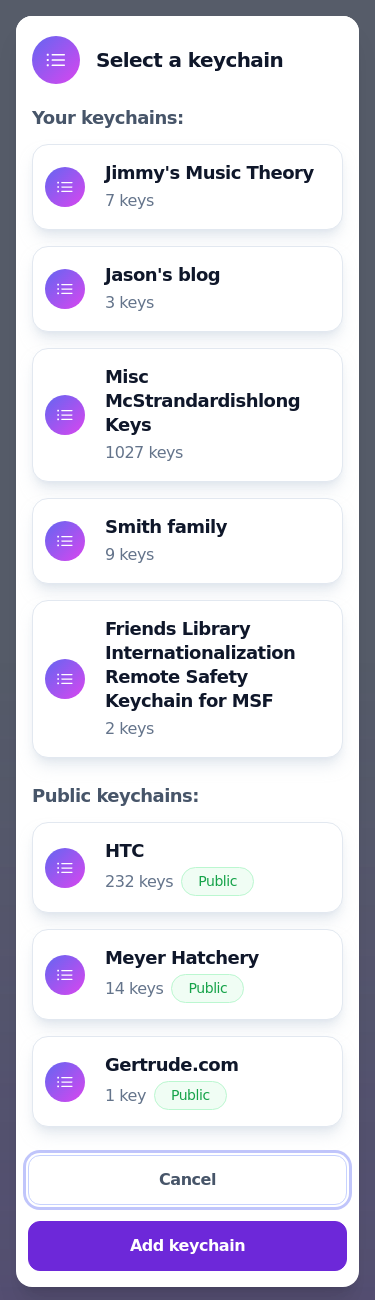 Select a keychain
Your keychains:
Jimmy's Music Theory
7 keys
Jason's blog
3 keys
Misc
McStrandardishlong
Keys
1027 keys
Smith family
9 keys
Friends Library
Internationalization
Remote Safety
Keychain for MSF
2 keys
Public keychains:
HTC
232 keys Public
Meyer Hatchery
14 keys Public
Gertrude.com
1 key Public
Cancel
Add keychain